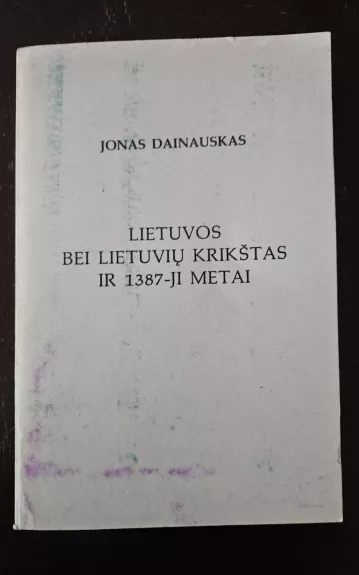 JONAS DAINAUSKAS
LIETUVOS
BEI LIETUVIŲ KRIKŠTAS
IR 1387-JI METAI